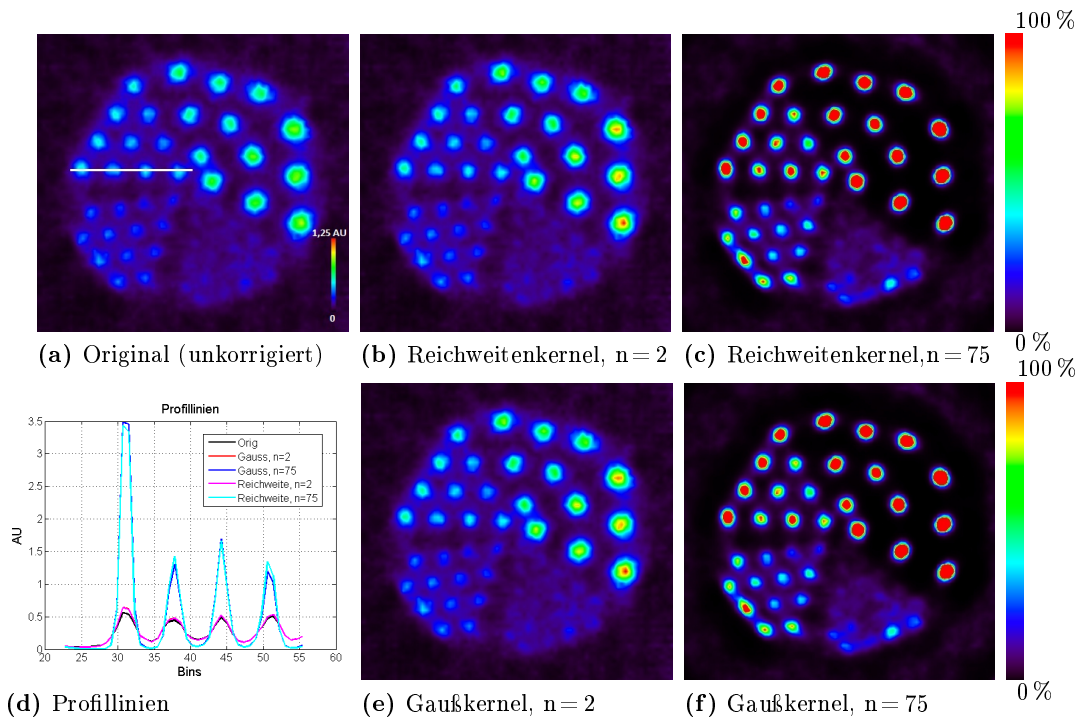 100 %
1,25 AU
0
0 %
(a) Original (unkorrigiert)
(b) Reichweitenkernel, n = 2
(c) Reichweitenkernel,n = 75
100 %
Profillinien
3.5
3
2.5
2
1.5
1
0.5
0
AU
Orig
Gauss, n=2
Gauss, n=75
Reichweite, n=2
Reichweite, n=75
20 25 30 35 40 45 50 55 60
Bins
0 %
(d) Profillinien
(e) Gaußkernel, n = 2
(f) Gaußkernel, n = 75